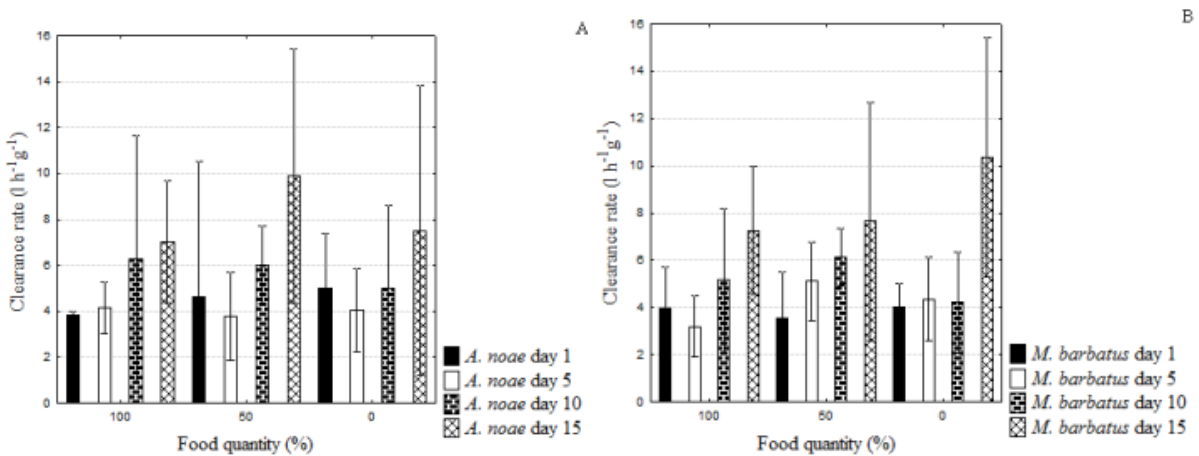 A
Clearance rate (l h⁻¹g⁻¹)
16
14
12
10
8
6
4
2
0
100
50
0
Food quantity (%)
A. noae day 1
A. noae day 5
A. noae day 10
A. noae day 15
B
Clearance rate (l h⁻¹g⁻¹)
16
14
12
10
8
6
4
2
0
100
50
0
Food quantity (%)
M. barbatus day 1
M. barbatus day 5
M. barbatus day 10
M. barbatus day 15